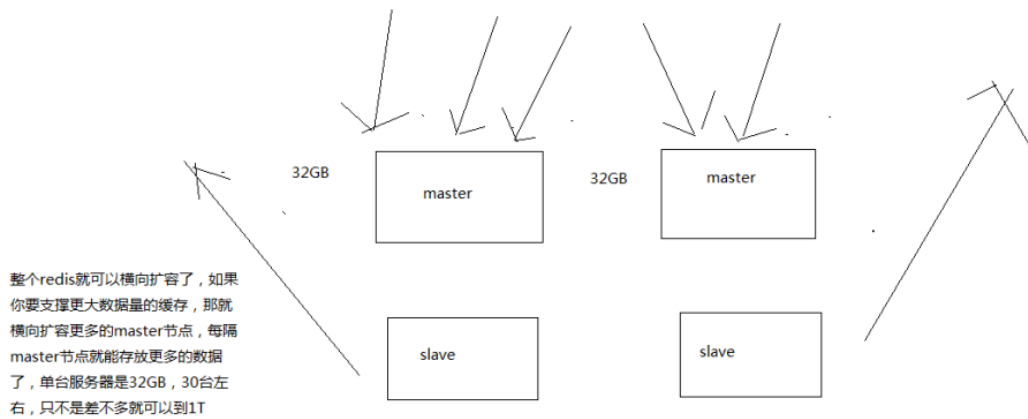 32GB
master
32GB
master
整个redis就可以横向扩容了，如果
你要支撑更大数据量的缓存，那就
横向扩容更多的master节点，每隔
master节点就能存放更多的数据
了，单台服务器是32GB，30台左
右，只不是差不多就可以到1T
slave
slave